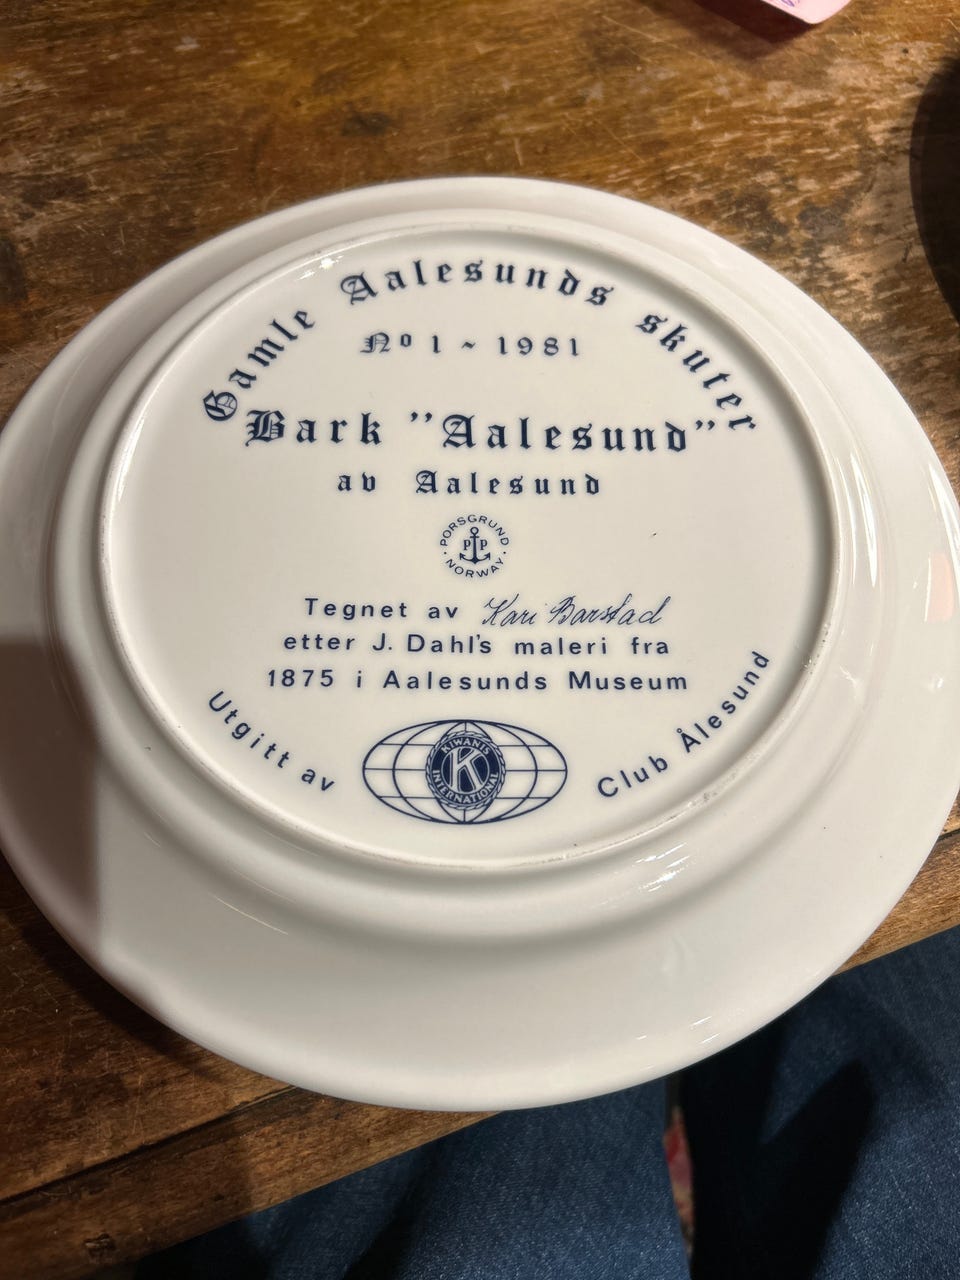 Gamle Aalesunds skuter
No 1 ~ 1981
Bark "Aalesund"
av Aalesund
PORSGRUND
PP
NORWAY
Tegnet av Kari Barstad
etter J. Dahl's maleri fra
1875 i Aalesunds Museum
Utgitt av
KIWANIS
K
INTERNATIONAL
Club Ålesund